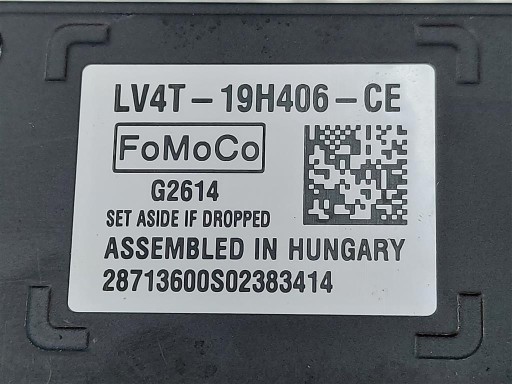 LV4T-19H406-CE
FoMoCo
G2614
SET ASIDE IF DROPPED
ASSEMBLED IN HUNGARY
28713600S02383414